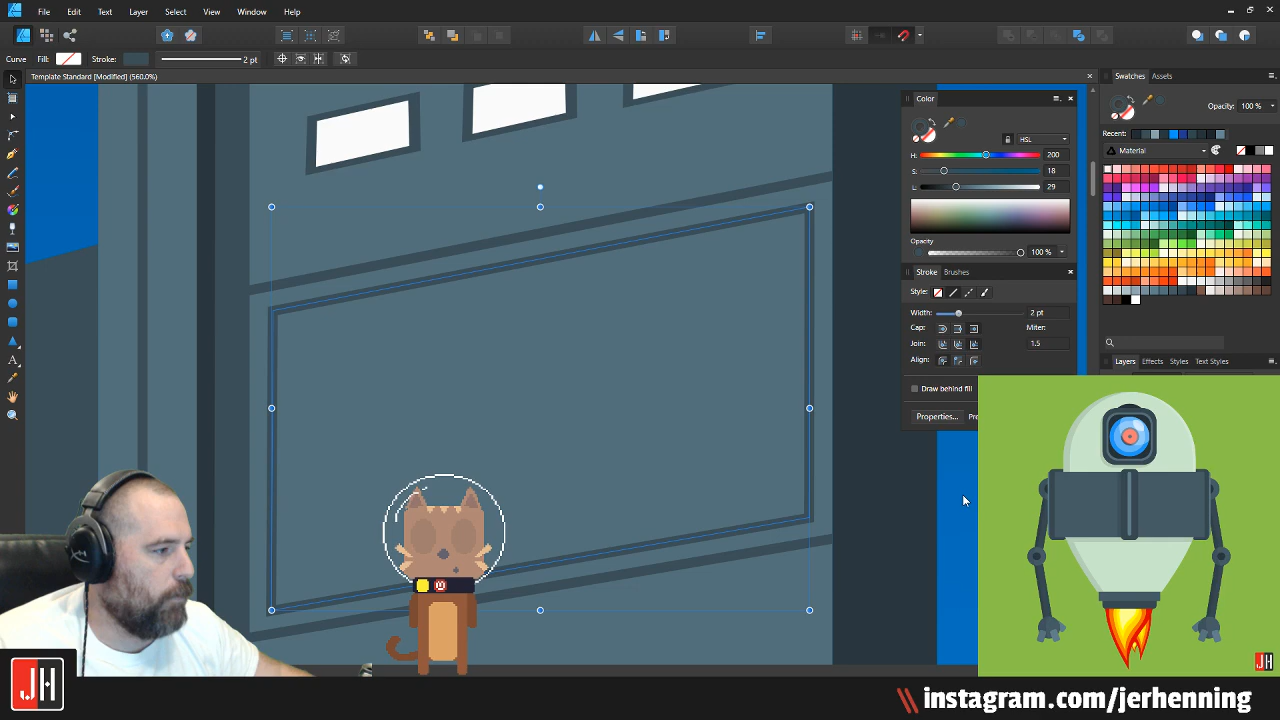 File Edit Text Layer Select View Window Help
Curve Fill: Stroke: 2 pt
Template Standard [Modified] (560.0%)
Swatches Assets
Opacity: 100 %
Recent:
Material
Color
HSL
H: 200
S: 18
L: 29
Opacity
100 %
Stroke Brushes
Style:
Width: 2 pt
Cap: Miter:
Join: 1.5
Align:
Draw behind fill
Properties...
Layers Effects Styles Text Styles
JH
JH
\\ instagram.com/jerhenning